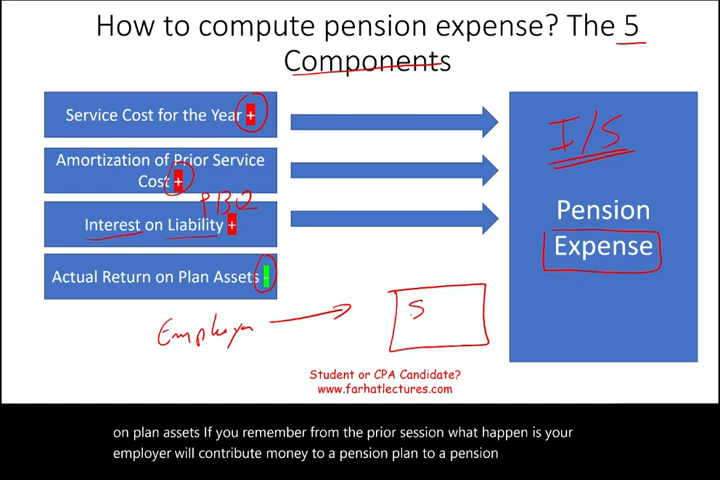 How to compute pension expense? The 5
Components
Service Cost for the Year +
Amortization of Prior Service
Cost +
PBO
Interest on Liability +
Actual Return on Plan Assets -
I/S
Pension
Expense
Employer
S
Student or CPA Candidate?
www.farhatlectures.com
on plan assets If you remember from the prior session what happen is your
employer will contribute money to a pension plan to a pension